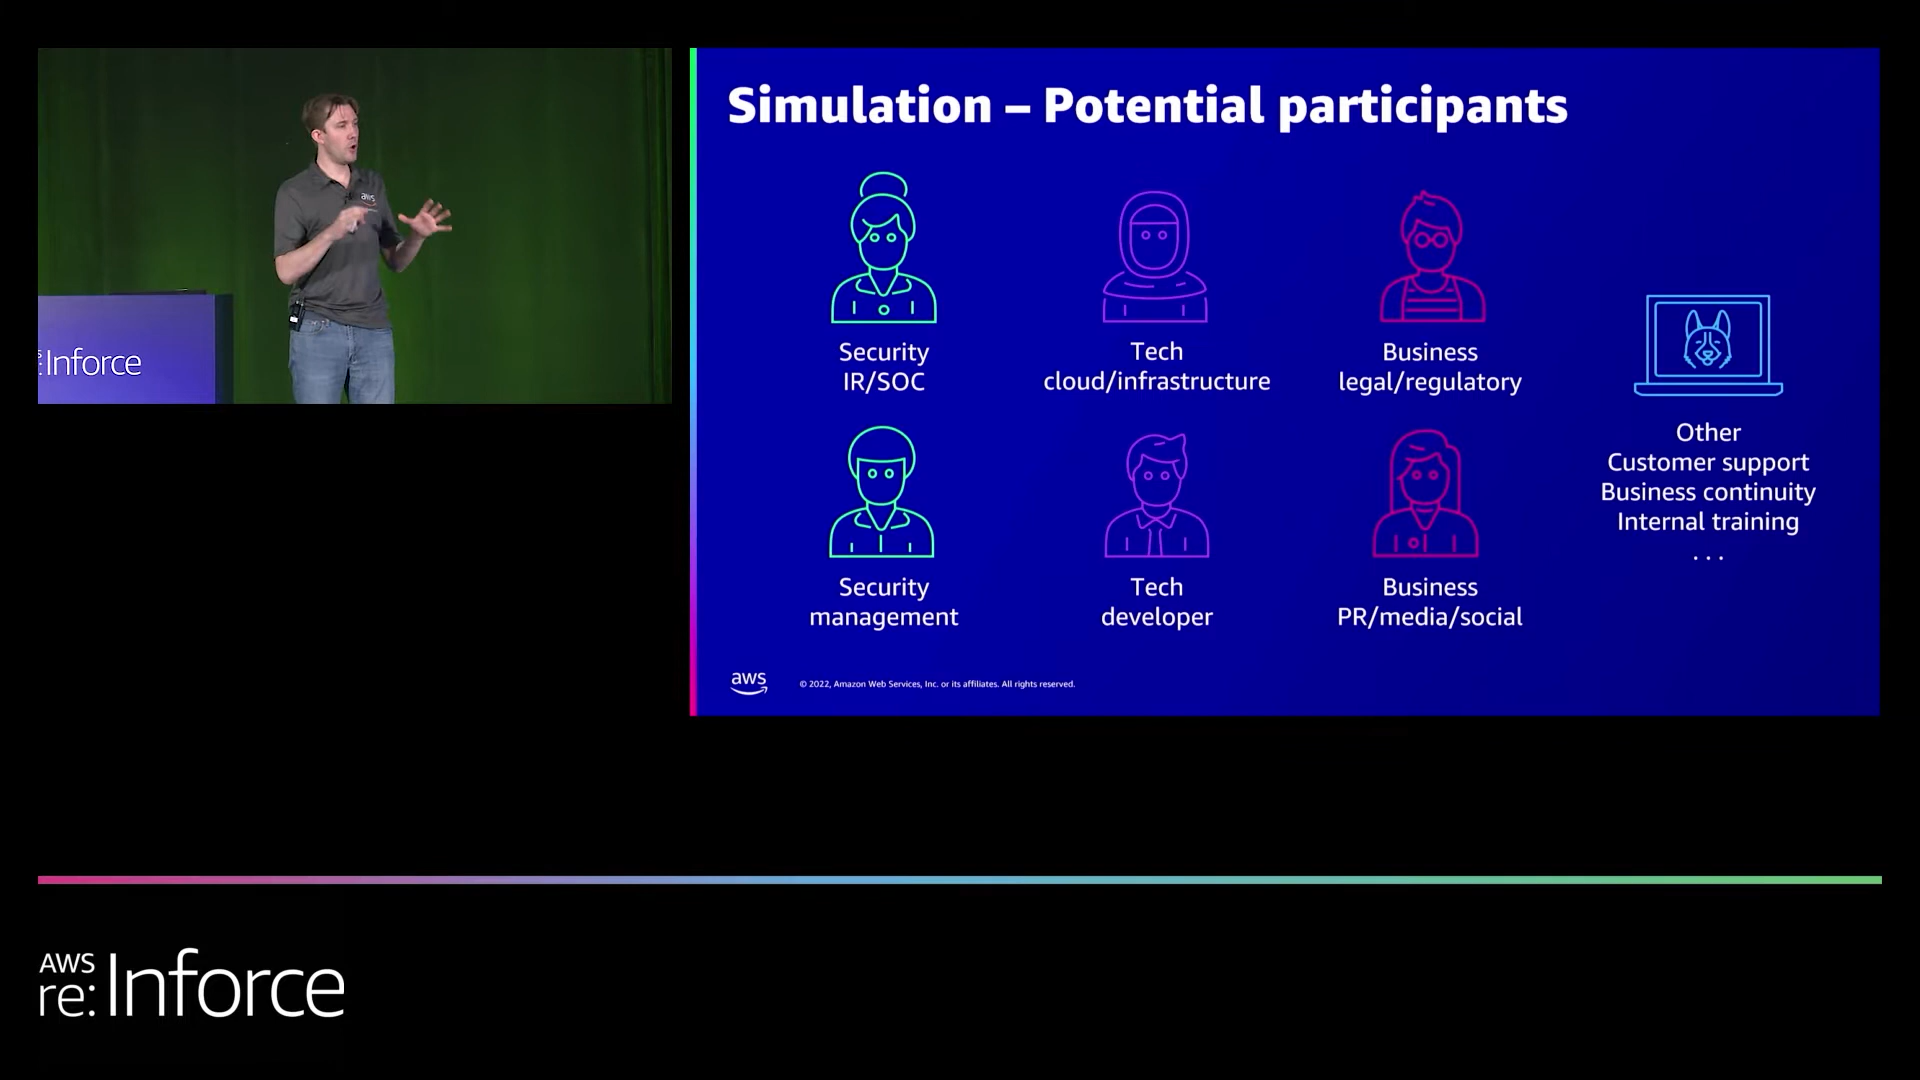 aws
:Inforce
Simulation – Potential participants
Security
IR/SOC
Tech
cloud/infrastructure
Business
legal/regulatory
Security
management
Tech
developer
Business
PR/media/social
Other
Customer support
Business continuity
Internal training
. . .
aws
© 2022, Amazon Web Services, Inc. or its affiliates. All rights reserved.
AWS
re:Inforce